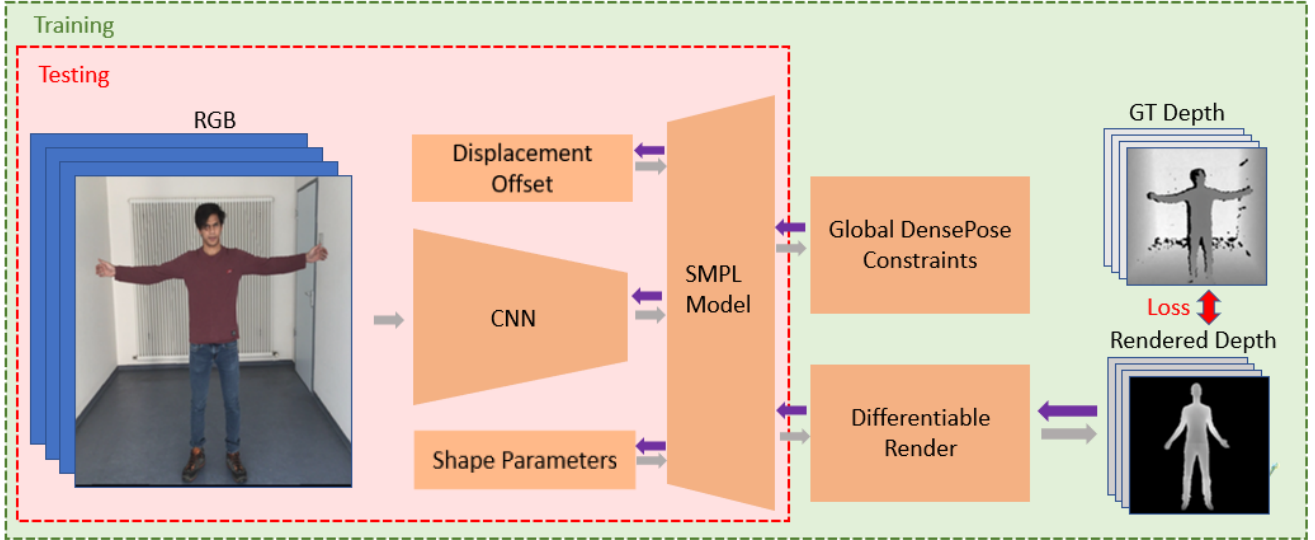 Training
Testing
RGB
Displacement
Offset
CNN
Shape Parameters
SMPL
Model
Global DensePose
Constraints
Differentiable
Render
GT Depth
Loss
Rendered Depth